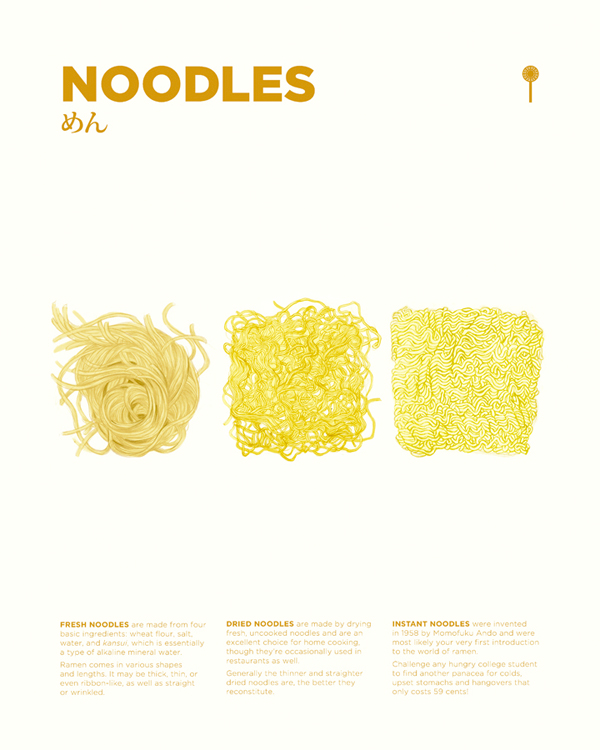 NOODLES
めん
FRESH NOODLES are made from four
basic ingredients: wheat flour, salt,
water, and kansui, which is essentially
a type of alkaline mineral water.
Ramen comes in various shapes
and lengths. It may be thick, thin, or
even ribbon-like, as well as straight
or wrinkled.
DRIED NOODLES are made by drying
fresh, uncooked noodles and are an
excellent choice for home cooking,
though they're occasionally used in
restaurants as well.
Generally the thinner and straighter
dried noodles are, the better they
reconstitute.
INSTANT NOODLES were invented
in 1958 by Momofuku Ando and were
most likely your very first introduction
to the world of ramen.
Challenge any hungry college student
to find another panacea for colds,
upset stomachs and hangovers that
only costs 59 cents!